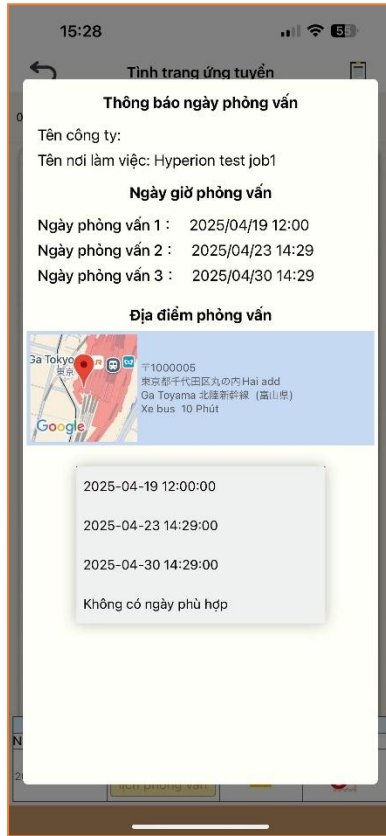 15:28
55
Tình trạng ứng tuyển
0
Thông báo ngày phỏng vấn
Tên công ty:
Tên nơi làm việc: Hyperion test job1
Ngày giờ phỏng vấn
Ngày phỏng vấn 1 : 2025/04/19 12:00
Ngày phỏng vấn 2 : 2025/04/23 14:29
Ngày phỏng vấn 3 : 2025/04/30 14:29
Địa điểm phỏng vấn
Ga Tokyo
東京
Google
〒1000005
東京都千代田区丸の内Hai add
Ga Toyama 北陸新幹線 (富山県)
Xe bus 10 Phút
2025-04-19 12:00:00
2025-04-23 14:29:00
2025-04-30 14:29:00
Không có ngày phù hợp
N
lịch phỏng vấn